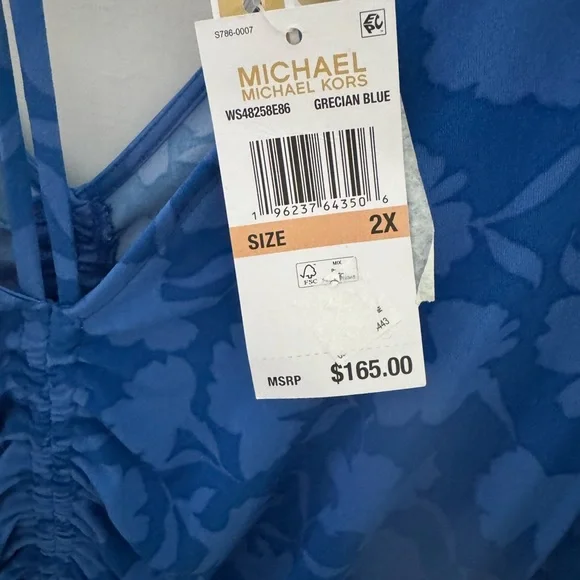 S786-0007
MICHAEL
MICHAEL KORS
WS48258E86 GRECIAN BLUE
1 96237 64350 6
SIZE 2X
FSC
MIX
443
MSRP $165.00